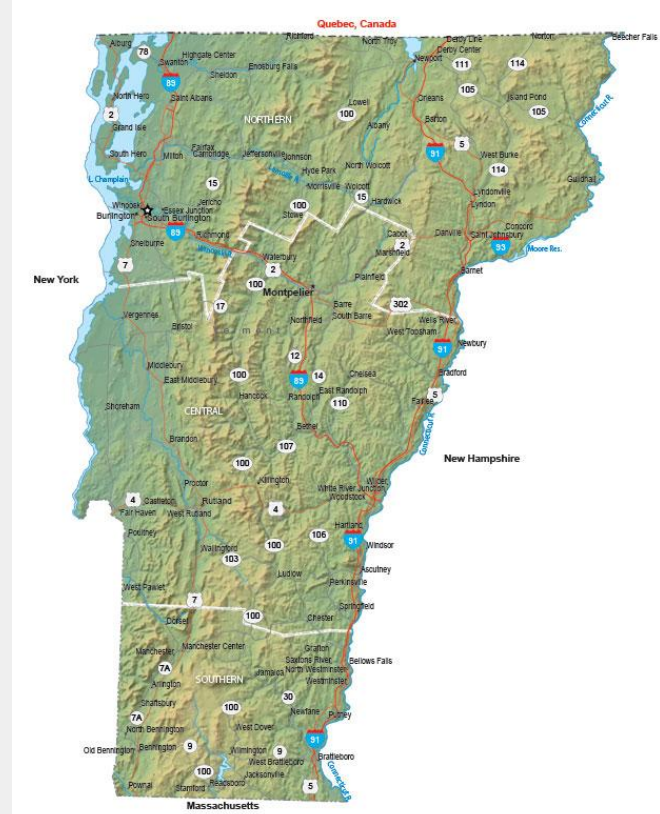 Quebec, Canada
Alburg
78
Swanton
Highgate Center
Richford
North Troy
Derby Line
Norton
Beecher Falls
Derby Center
Newport
111
114
Sheldon
Enosburg Falls
89
105
North Hero
Saint Albans
Orleans
Island Pond
Lowell
100
105
2
Grand Isle
NORTHERN
Albany
Barton
Connecticut R.
Fairfax
5
South Hero
Milton
Cambridge
Jeffersonville
Johnson
91
West Burke
North Wolcott
Hyde Park
114
L. Champlain
15
Lamoille R.
Morrisville
Wolcott
Guildhall
Lyndonville
Jericho
15
Hardwick
Lyndon
Winooski
Essex Junction
100
Stowe
Burlington
South Burlington
Concord
89
Richmond
Cabot
Danville
Saint Johnsbury
Shelburne
2
93
Moore Res.
Marshfield
7
Waterbury
2
Barnet
New York
100
Plainfield
Montpelier
17
Barre
302
Vergennes
South Barre
Wells River
Bristol
Northfield
West Topsham
Newbury
91
12
Middlebury
100
89
14
Chelsea
Bradford
East Middlebury
East Randolph
Hancock
Randolph
110
5
Shoreham
Fairlee
CENTRAL
Bethel
Connecticut R.
Brandon
107
100
New Hampshire
Proctor
Killington
Wilder
White River Junction
4
Castleton
Rutland
Woodstock
Fair Haven
West Rutland
4
Hartland
Poultney
106
91
Windsor
Wallingford
100
103
Ascutney
Ludlow
Perkinsville
West Pawlet
7
Springfield
100
Chester
Dorset
Manchester
Manchester Center
Grafton
Saxtons River
Bellows Falls
7A
North Westminster
Jamaica
Arlington
SOUTHERN
Westminster
Shaftsbury
30
100
7A
Newfane
Putney
North Bennington
West Dover
91
Old Bennington
Bennington
9
Wilmington
9
Brattleboro
West Brattleboro
100
Jacksonville
Connecticut R.
Pownal
Stamford
Readsboro
5
Massachusetts